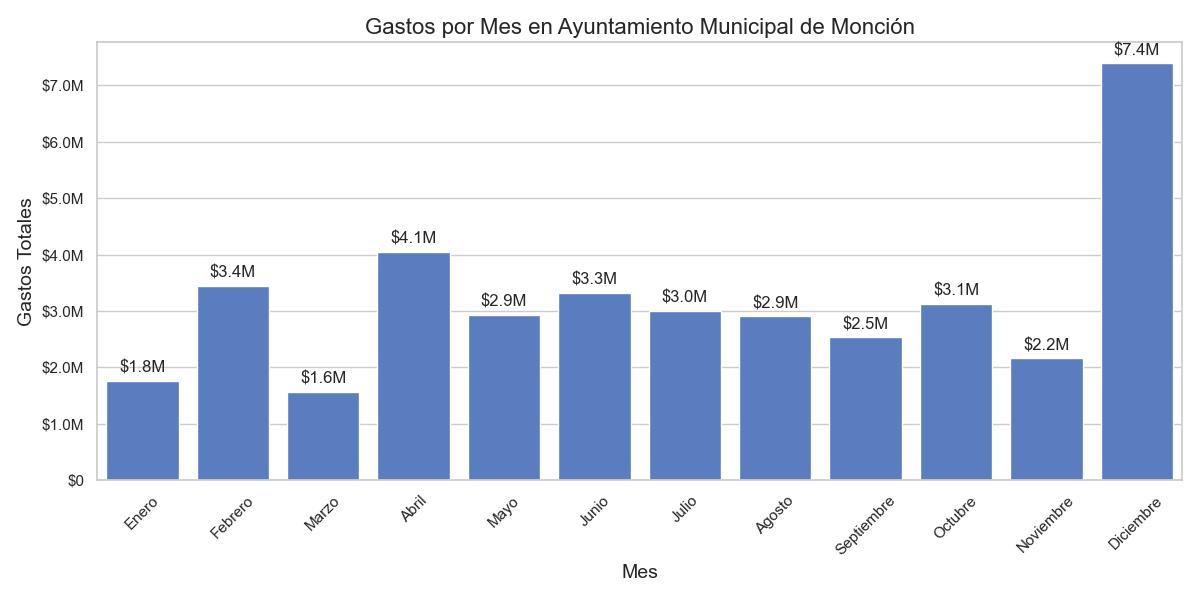 Gastos por Mes en Ayuntamiento Municipal de Monción
Gastos Totales
$7.0M
$6.0M
$5.0M
$4.0M
$3.0M
$2.0M
$1.0M
$0
$1.8M
$3.4M
$1.6M
$4.1M
$2.9M
$3.3M
$3.0M
$2.9M
$2.5M
$3.1M
$2.2M
$7.4M
Enero
Febrero
Marzo
Abril
Mayo
Junio
Julio
Agosto
Septiembre
Octubre
Noviembre
Diciembre
Mes